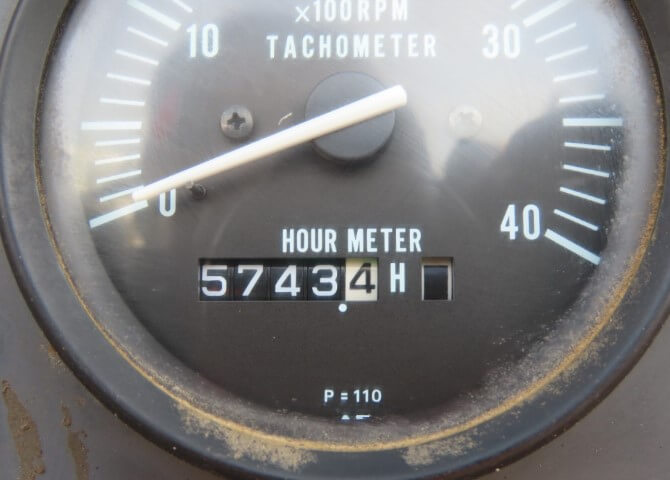 ×100RPM
10 TACHOMETER 30
0 40
HOUR METER
57434 H
P=110